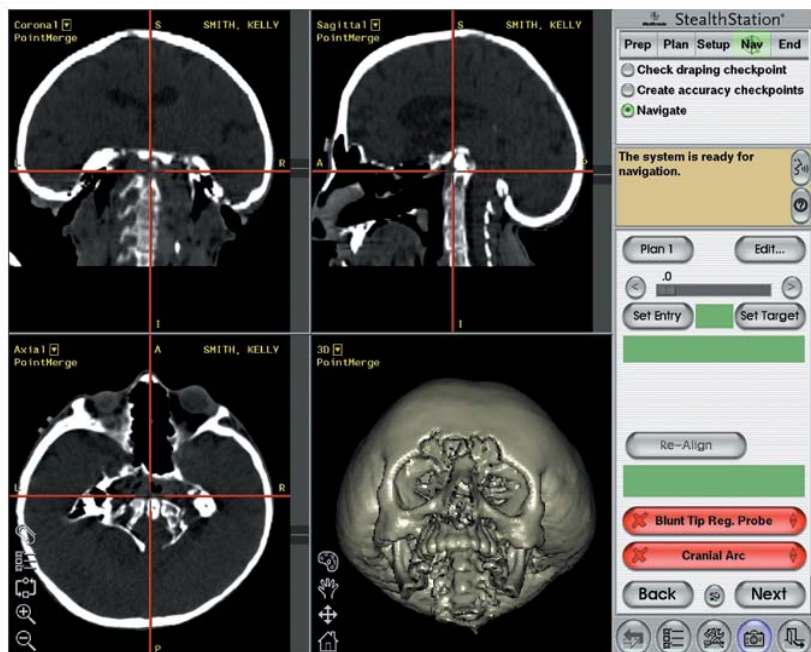 Coronal
PointMerge
S
SMITH, KELLY
L
R
I
Sagittal
PointMerge
S
SMITH, KELLY
A
P
I
Axial
PointMerge
A
SMITH, KELLY
L
R
P
3D
PointMerge
StealthStation®
Prep Plan Setup Nav End
Check draping checkpoint
Create accuracy checkpoints
Navigate
The system is ready for
navigation.
?
Plan 1 Edit...
.0
< >
Set Entry Set Target
Re-Align
Blunt Tip Reg. Probe
Cranial Arc
Back Next